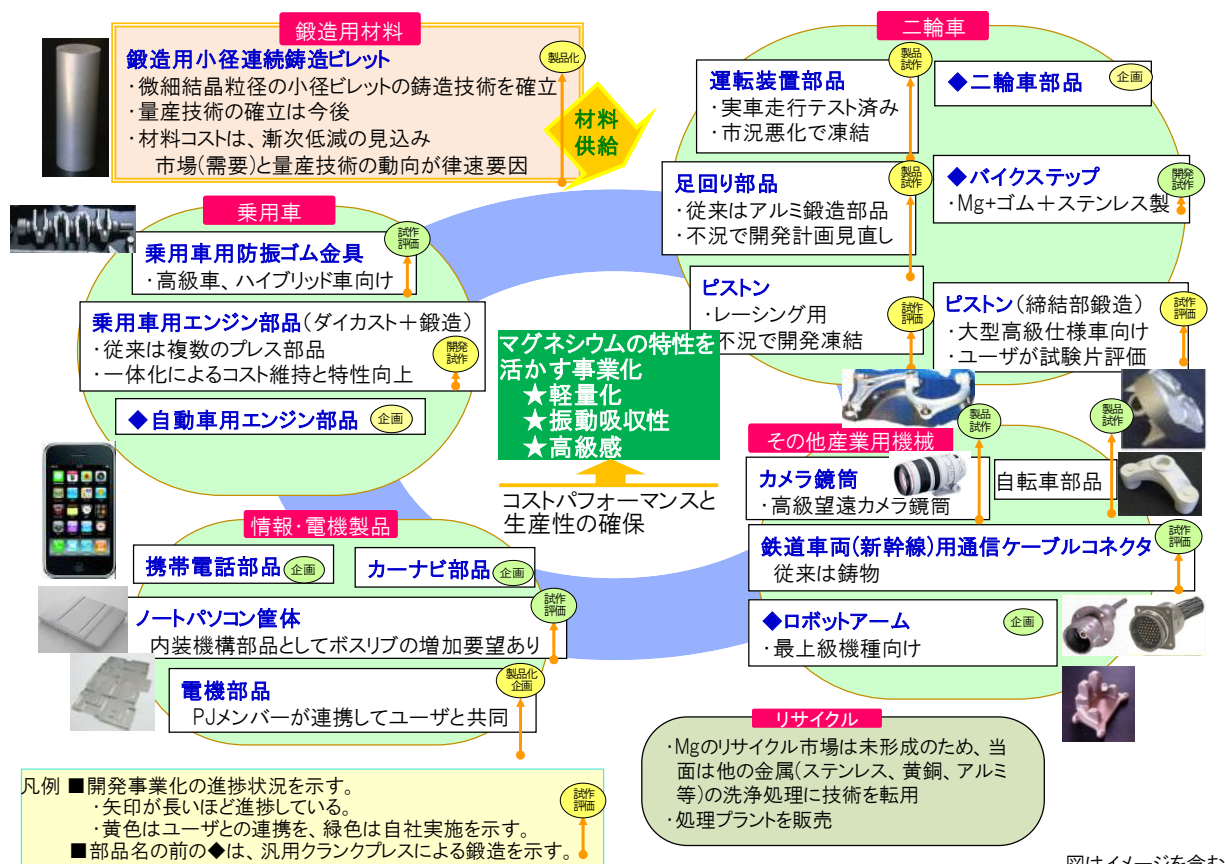 鍛造用材料
鍛造用小径連続鋳造ビレット
製品化
・微細結晶粒径の小径ビレットの鋳造技術を確立
・量産技術の確立は今後
・材料コストは、漸次低減の見込み
市場(需要)と量産技術の動向が律速要因
材料
供給
二輪車
運転装置部品
製品
試作
・実車走行テスト済み
・市況悪化で凍結
◆二輪車部品
企画
足回り部品
製品
試作
・従来はアルミ鍛造部品
・不況で開発計画見直し
◆バイクステップ
開発
試作
・Mg+ゴム+ステンレス製
ピストン
・レーシング用
不況で開発凍結
試作
評価
ピストン(締結部鍛造)
試作
評価
・大型高級仕様車向け
・ユーザが試験片評価
乗用車
乗用車用防振ゴム金具
試作
評価
・高級車、ハイブリッド車向け
乗用車用エンジン部品(ダイカスト+鍛造)
・従来は複数のプレス部品
開発
試作
・一体化によるコスト維持と特性向上
◆自動車用エンジン部品
企画
マグネシウムの特性を
活かす事業化
★軽量化
★振動吸収性
★高級感
コストパフォーマンスと
生産性の確保
その他産業用機械
カメラ鏡筒
製品
試作
・高級望遠カメラ鏡筒
自転車部品
製品
試作
鉄道車両(新幹線)用通信ケーブルコネクタ
試作
評価
従来は鋳物
◆ロボットアーム
企画
・最上級機種向け
情報・電機製品
携帯電話部品
企画
カーナビ部品
企画
ノートパソコン筐体
試作
評価
内装機構部品としてボスリブの増加要望あり
電機部品
製品化
企画
PJメンバーが連携してユーザと共同
リサイクル
・Mgのリサイクル市場は未形成のため、当
面は他の金属(ステンレス、黄銅、アルミ
等)の洗浄処理に技術を転用
・処理プラントを販売
凡例 ■開発事業化の進捗状況を示す。
・矢印が長いほど進捗している。
・黄色はユーザとの連携を、緑色は自社実施を示す。
■部品名の前の◆は、汎用クランクプレスによる鍛造を示す。
試作
評価
図はイメージを含む